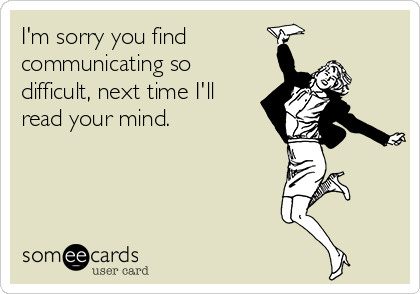 I'm sorry you find
communicating so
difficult, next time I'll
read your mind.
someecards
user card